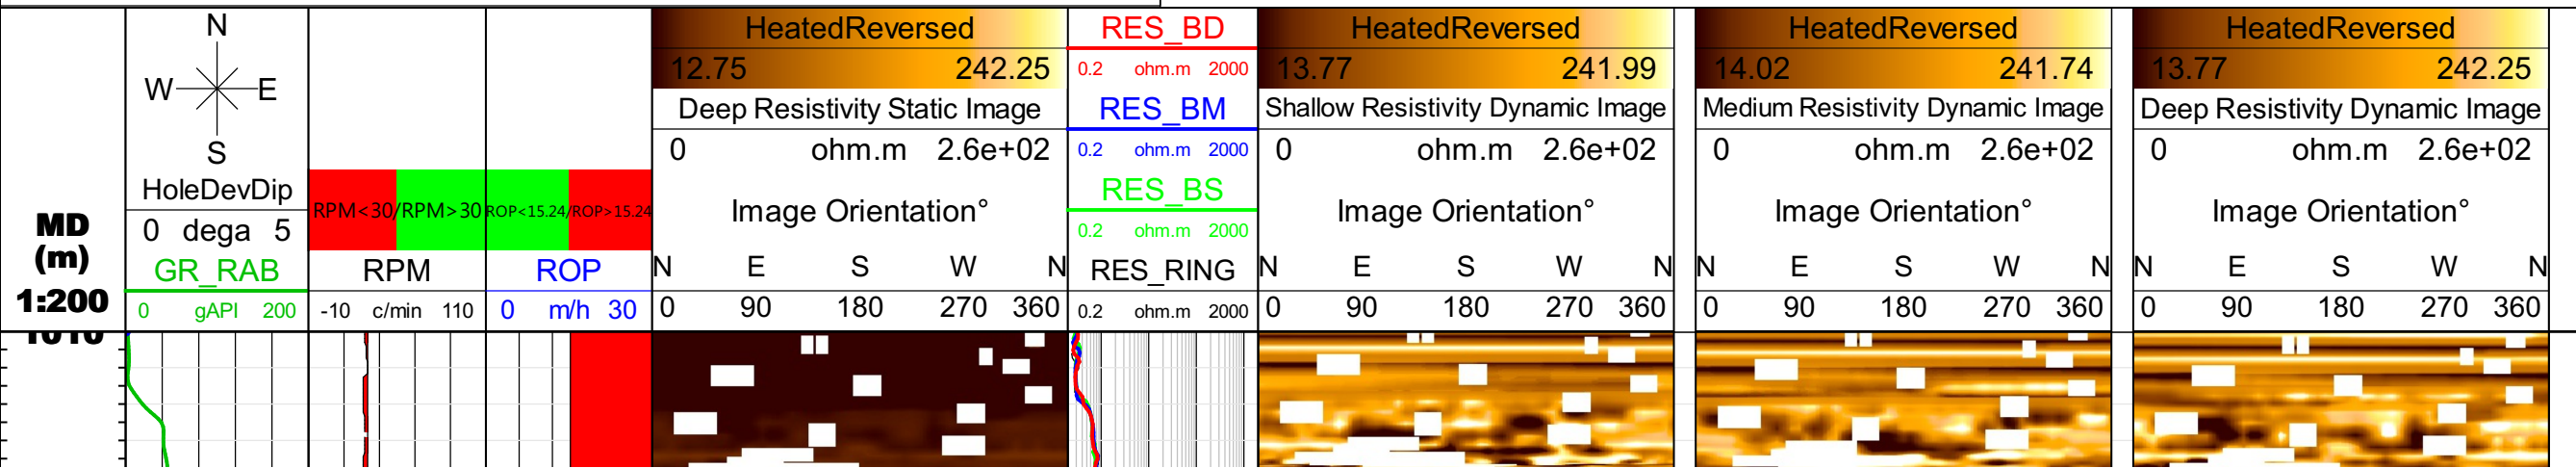 MD
(m)
1:200
1010
N
W E
S
HoleDevDip
0 dega 5
GR_RAB
0 gAPI 200
RPM<30/RPM>30
RPM
-10 c/min 110
ROP<15.24/ROP>15.24
ROP
0 m/h 30
HeatedReversed
12.75 242.25
Deep Resistivity Static Image
0 ohm.m 2.6e+02
Image Orientation°
N E S W N
0 90 180 270 360
RES_BD
0.2 ohm.m 2000
RES_BM
0.2 ohm.m 2000
RES_BS
0.2 ohm.m 2000
RES_RING
0.2 ohm.m 2000
HeatedReversed
13.77 241.99
Shallow Resistivity Dynamic Image
0 ohm.m 2.6e+02
Image Orientation°
N E S W N
0 90 180 270 360
HeatedReversed
14.02 241.74
Medium Resistivity Dynamic Image
0 ohm.m 2.6e+02
Image Orientation°
N E S W N
0 90 180 270 360
HeatedReversed
13.77 242.25
Deep Resistivity Dynamic Image
0 ohm.m 2.6e+02
Image Orientation°
N E S W N
0 90 180 270 360